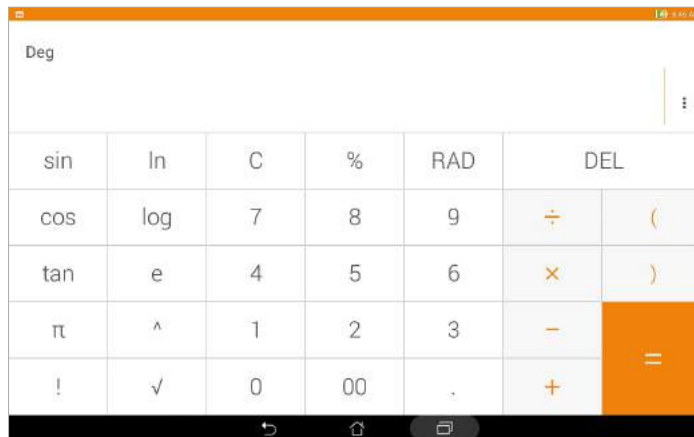 Deg
sin ln C % RAD DEL
cos log 7 8 9 ÷ (
tan e 4 5 6 × )
π ^ 1 2 3 −
=
! √ 0 00 . +